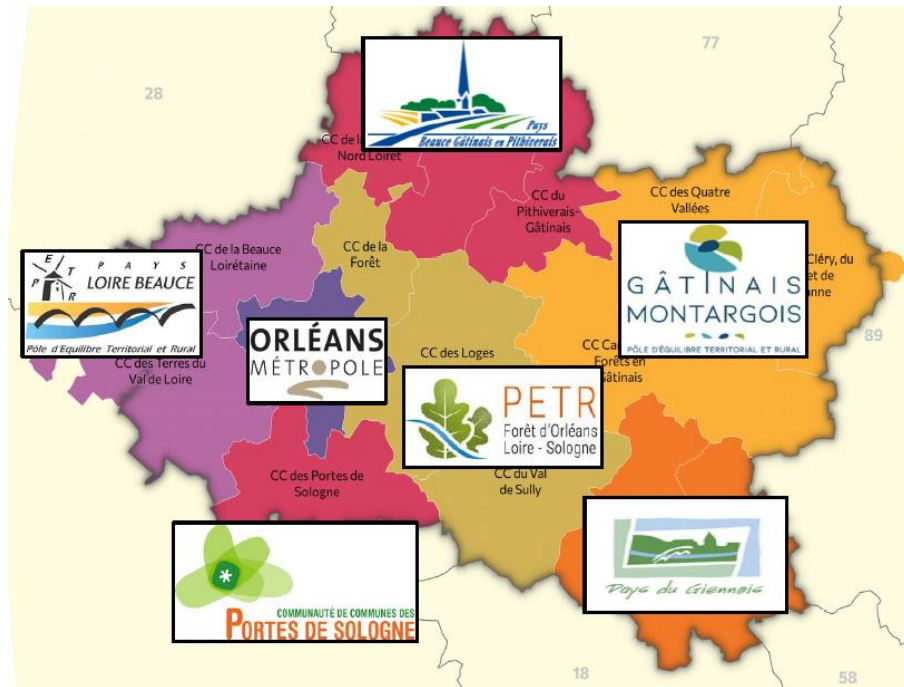 77
28
Pays
Beauce Gâtinais en Pithiverais
CC de la
Nord Loiret
CC du
Pithiverais-
Gâtinais
CC des Quatre
Vallées
CC de la Beauce
Loirétaine
CC de la
Forêt
PETR
PAYS
LOIRE BEAUCE
Pôle d'Equilibre Territorial et Rural
GÂTINAIS
MONTARGOIS
PÔLE D'ÉQUILIBRE TERRITORIAL ET RURAL
Cléry, du
et de
89
ORLÉANS
MÉTROPOLE
CC des Loges
CC des Terres du
Val de Loire
CC
Forêts en
Gâtinais
PETR
Forêt d'Orléans
Loire - Sologne
CC des Portes de
Sologne
CC du Val
de Sully
Pays du Giennois
COMMUNAUTÉ DE COMMUNES DES
PORTES DE SOLOGNE
18
58